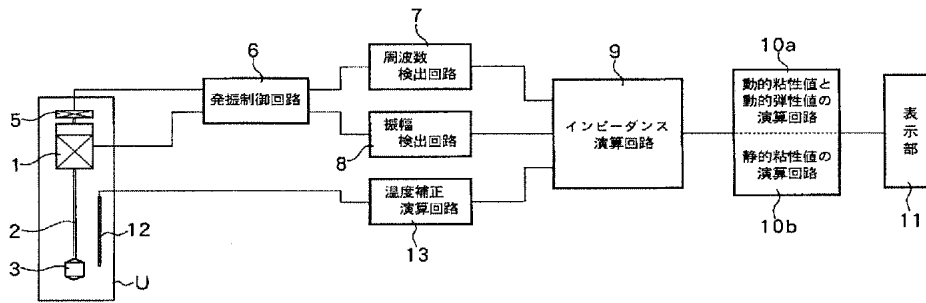 7
周波数
検出回路
6
発振制御回路
振幅
検出回路
8
温度補正
演算回路
13
9
インピーダンス
演算回路
10a
動的粘性値と
動的弾性値の
演算回路
静的粘性値の
演算回路
10b
表示部
11
5
1
2
12
3
U